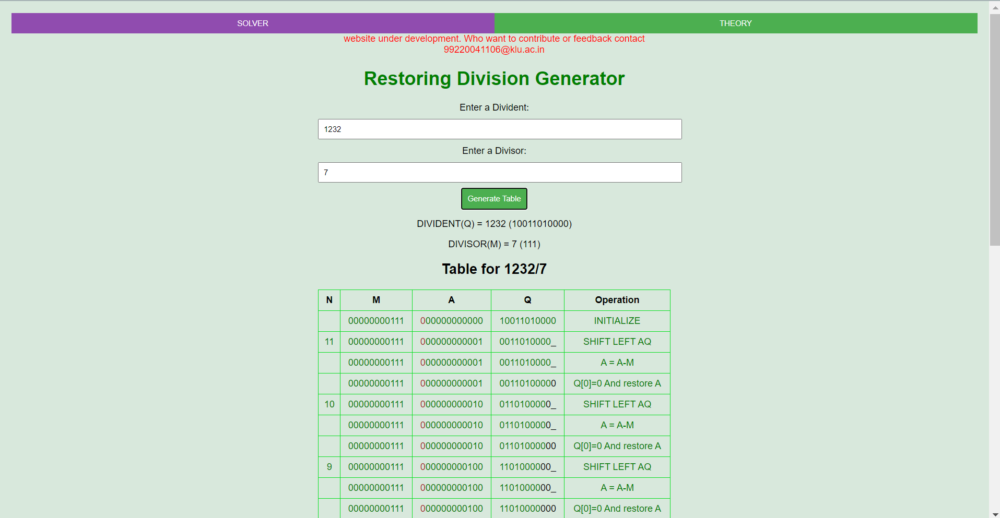 SOLVER THEORY
website under development. Who want to contribute or feedback contact
99220041106@klu.ac.in
Restoring Division Generator
Enter a Divident:
1232
Enter a Divisor:
7
Generate Table
DIVIDENT(Q) = 1232 (10011010000)
DIVISOR(M) = 7 (111)
Table for 1232/7
N M A Q Operation
00000000111 000000000000 10011010000 INITIALIZE
11 00000000111 000000000001 0011010000_ SHIFT LEFT AQ
00000000111 000000000001 0011010000_ A = A-M
00000000111 000000000001 00110100000 Q[0]=0 And restore A
10 00000000111 000000000010 0110100000_ SHIFT LEFT AQ
00000000111 000000000010 0110100000_ A = A-M
00000000111 000000000010 01101000000 Q[0]=0 And restore A
9 00000000111 000000000100 1101000000_ SHIFT LEFT AQ
00000000111 000000000100 1101000000_ A = A-M
00000000111 000000000100 11010000000 Q[0]=0 And restore A